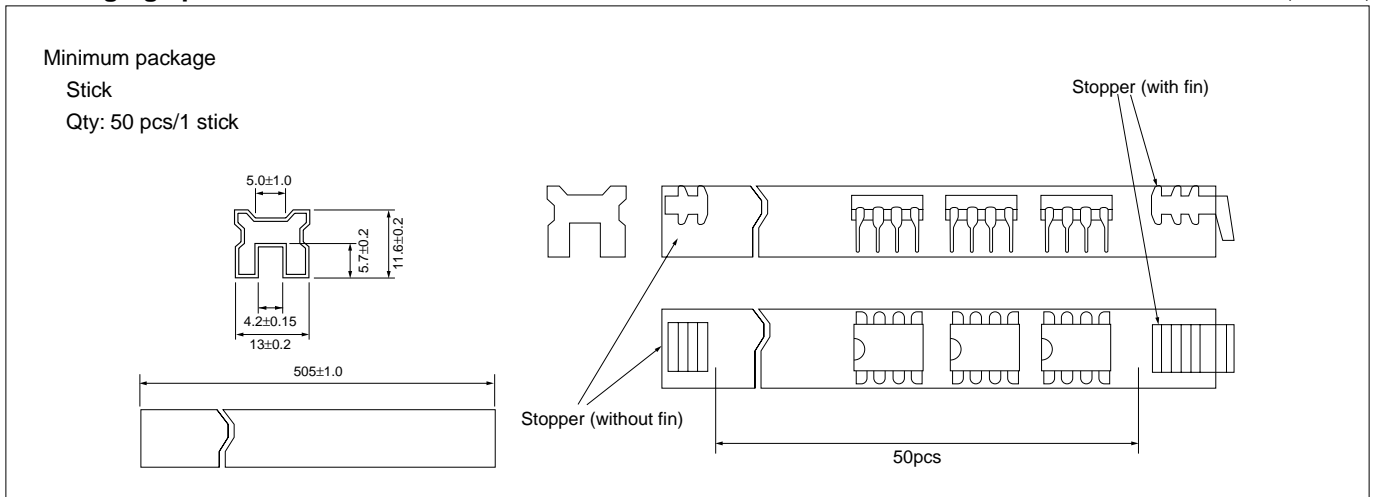 Minimum package
Stick
Qty: 50 pcs/1 stick
Stopper (with fin)
5.0±1.0
5.7±0.2
11.6±0.2
4.2±0.15
13±0.2
505±1.0
Stopper (without fin)
50pcs